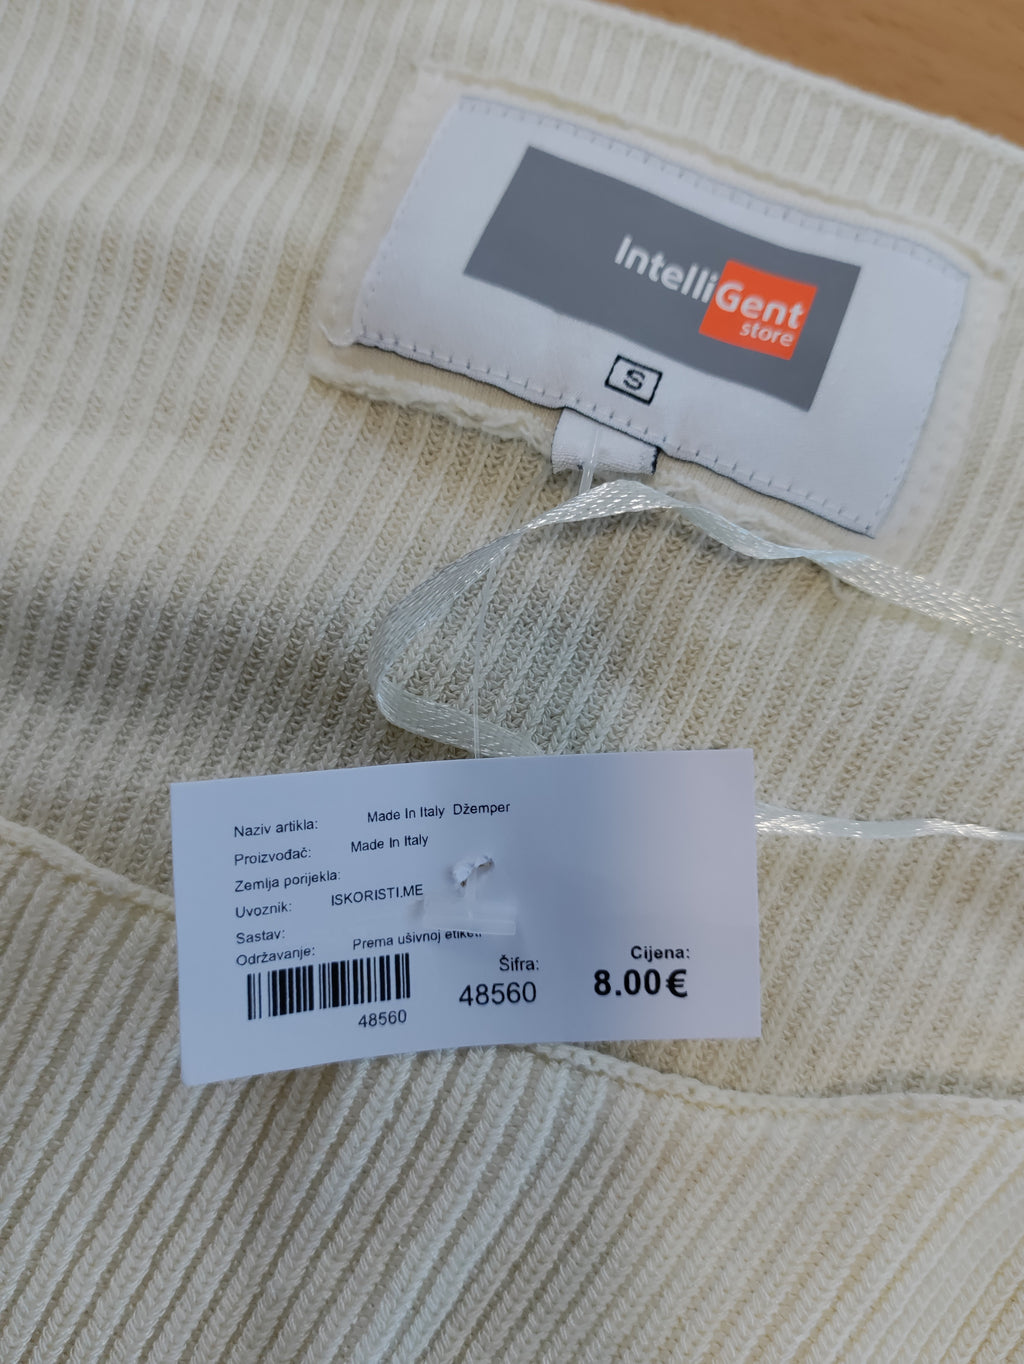 IntelliGent
store
S
Naziv artikla: Made In Italy Džemper
Proizvođač: Made In Italy
Zemlja porijekla:
Uvoznik: ISKORISTI.ME
Sastav:
Održavanje: Prema ušivnoj etiketi
48560
Šifra:
48560
Cijena:
8.00€